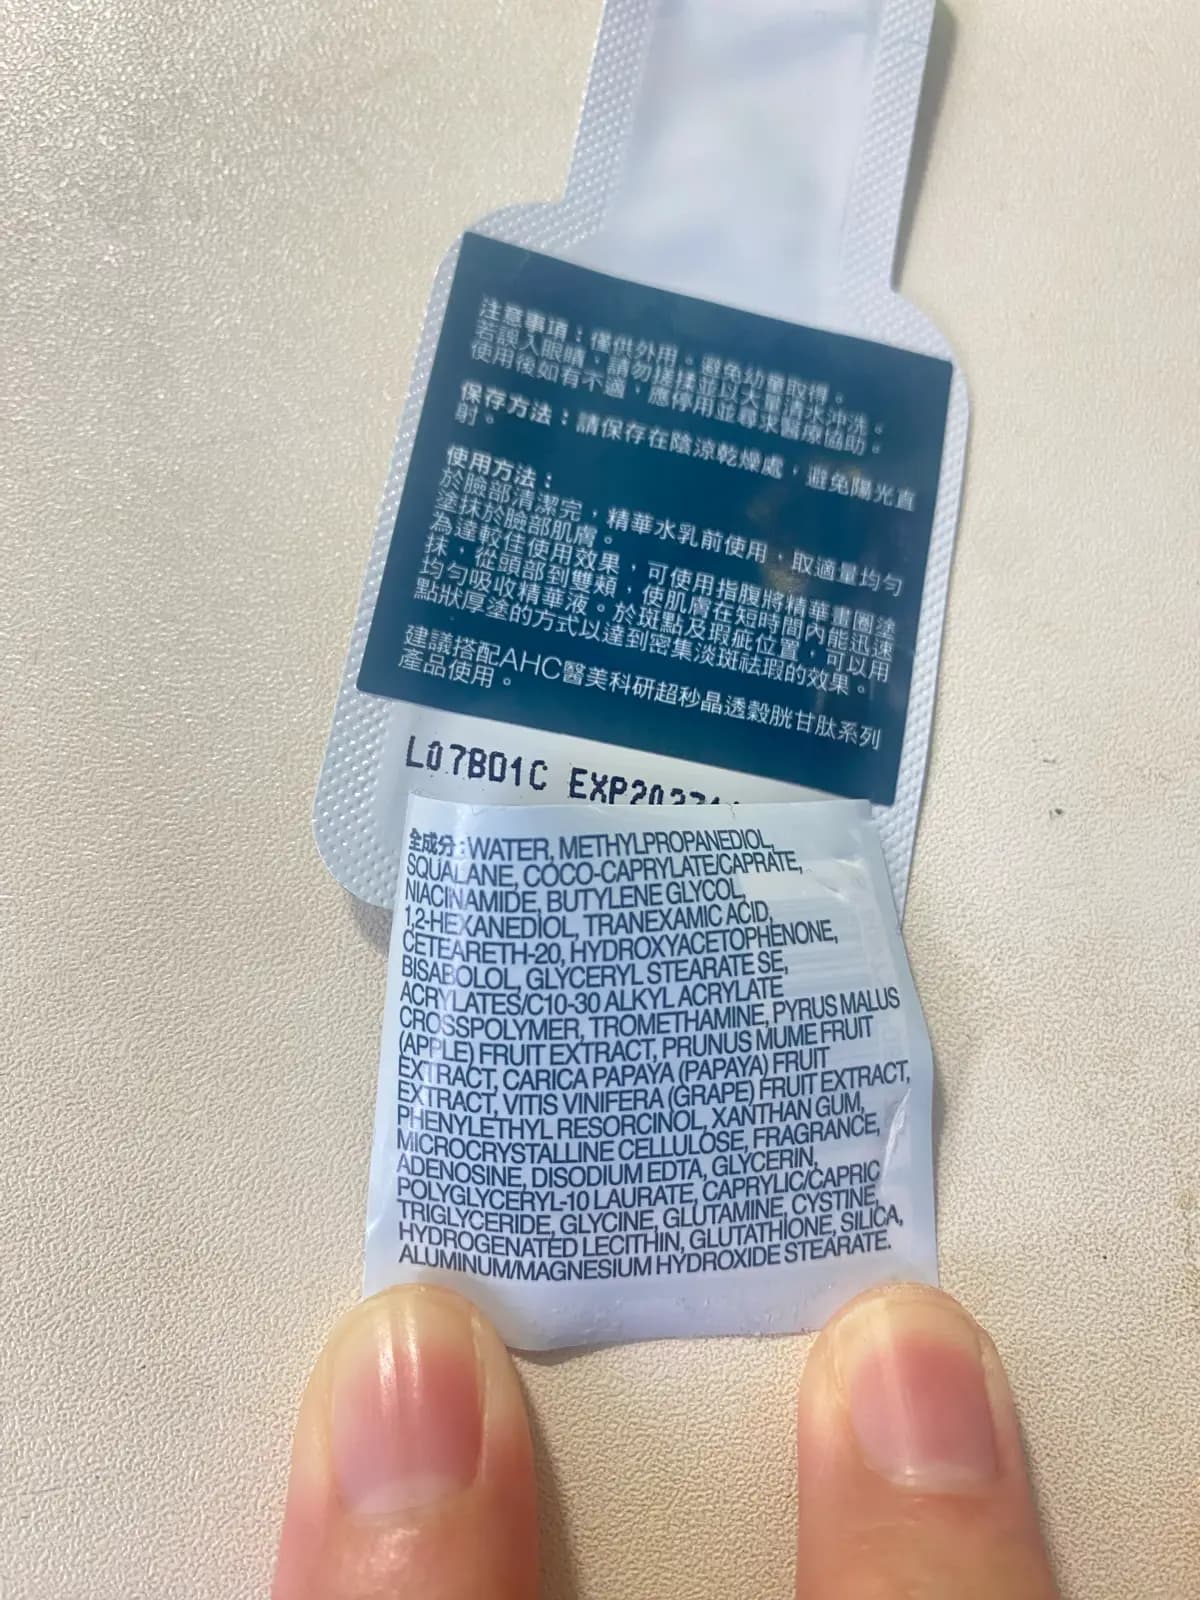 注意事項：僅供外用。避免幼童取得。
若誤入眼睛，請勿搓揉並以大量清水沖洗。
使用後如有不適，應停用並尋求醫療協助。
保存方法：請保存在陰涼乾燥處，避免陽光直
射。
使用方法：
於臉部清潔完，精華水乳前使用，取適量均勻
塗抹於臉部肌膚。
為達較佳使用效果，可使用指腹將精華畫圈塗
抹，從頭部到雙頰，使肌膚在短時間內能迅速
均勻吸收精華液。於斑點及瑕疵位置，可以用
點狀厚塗的方式以達到密集淡斑祛瑕的效果。
建議搭配AHC醫美科研超秒晶透穀胱甘肽系列
產品使用。
L07B01C EXP
全成分:WATER, METHYLPROPANEDIOL,
SQUALANE, COCO-CAPRYLATE/CAPRATE,
NIACINAMIDE, BUTYLENE GLYCOL,
1,2-HEXANEDIOL, TRANEXAMIC ACID,
CETEARETH-20, HYDROXYACETOPHENONE,
BISABOLOL, GLYCERYL STEARATE SE,
ACRYLATES/C10-30 ALKYL ACRYLATE
CROSSPOLYMER, TROMETHAMINE, PYRUS MALUS
(APPLE) FRUIT EXTRACT, PRUNUS MUME FRUIT
EXTRACT, CARICA PAPAYA (PAPAYA) FRUIT
EXTRACT, VITIS VINIFERA (GRAPE) FRUIT EXTRACT,
PHENYLETHYL RESORCINOL, XANTHAN GUM,
MICROCRYSTALLINE CELLULOSE, FRAGRANCE,
ADENOSINE, DISODIUM EDTA, GLYCERIN,
POLYGLYCERYL-10 LAURATE, CAPRYLIC/CAPRIC
TRIGLYCERIDE, GLYCINE, GLUTAMINE, CYSTINE,
HYDROGENATED LECITHIN, GLUTATHIONE, SILICA,
ALUMINUM/MAGNESIUM HYDROXIDE STEARATE.